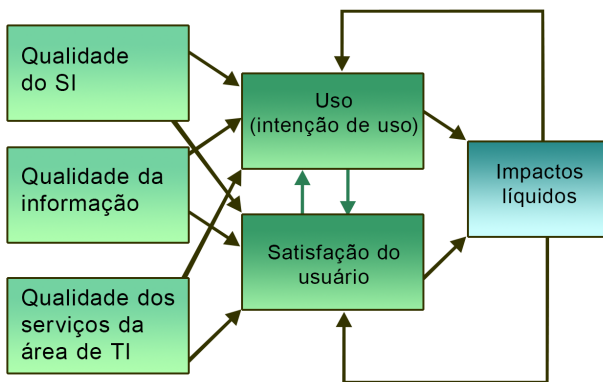 Qualidade
do SI
Qualidade da
informação
Qualidade dos
serviços da
área de TI
Uso
(intenção de uso)
Satisfação do
usuário
Impactos
líquidos